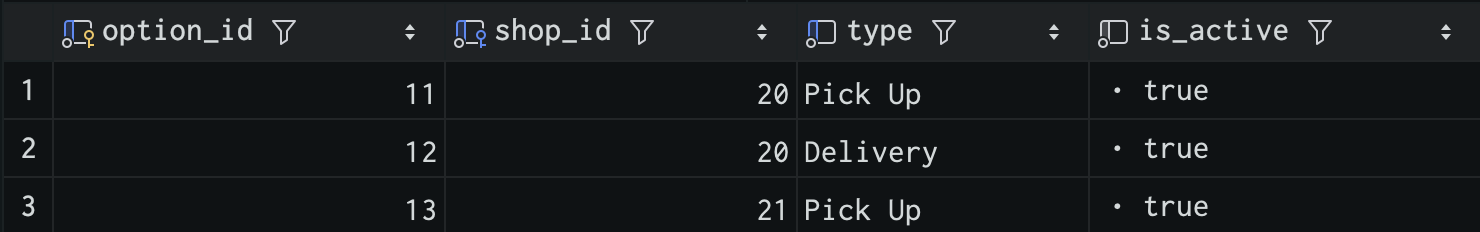 option_id shop_id type is_active
1 11 20 Pick Up true
2 12 20 Delivery true
3 13 21 Pick Up true